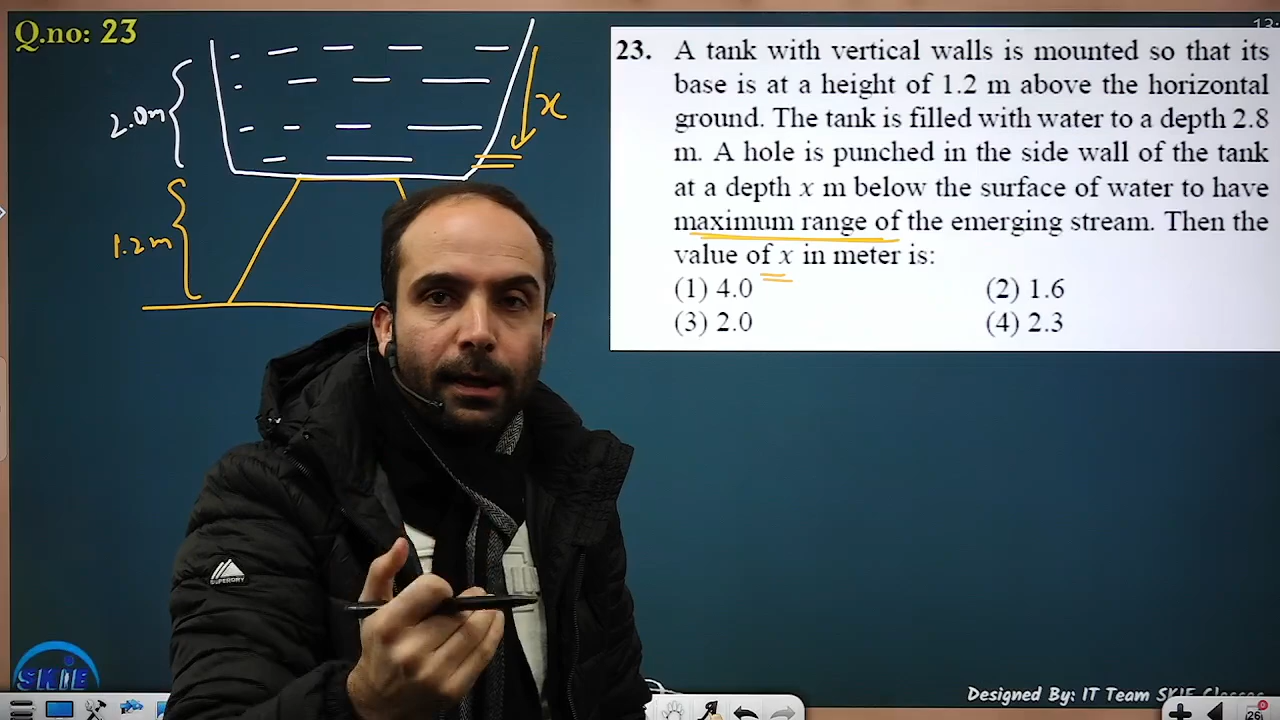 Q.no: 23
2.0m
x
1.2m
23. A tank with vertical walls is mounted so that its
base is at a height of 1.2 m above the horizontal
ground. The tank is filled with water to a depth 2.8
m. A hole is punched in the side wall of the tank
at a depth x m below the surface of water to have
maximum range of the emerging stream. Then the
value of x in meter is:
(1) 4.0 (2) 1.6
(3) 2.0 (4) 2.3
SUPERDRY
SKIE
Designed By: IT Team SKIE Classes